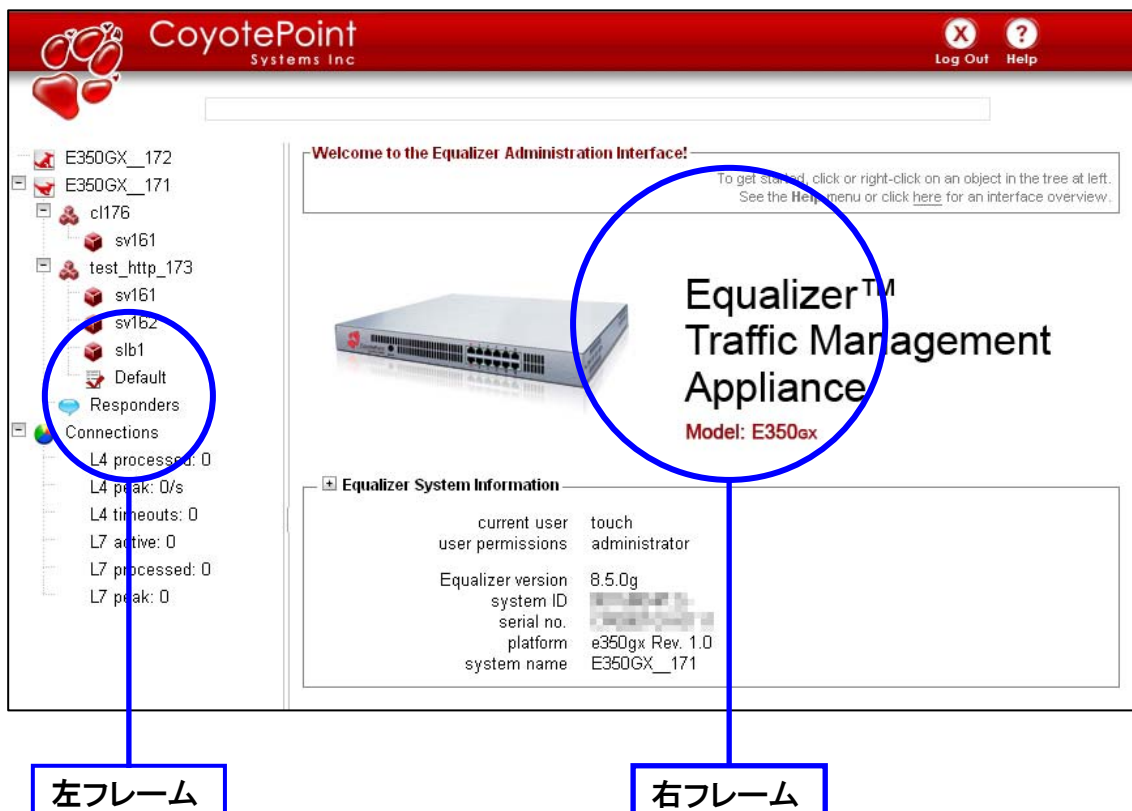 CoyotePoint
Systems Inc
Log Out
Help
E350GX__172
E350GX__171
cl176
sv161
test_http_173
sv161
sv162
slb1
Default
Responders
Connections
L4 processed: 0
L4 peak: 0/s
L4 timeouts: 0
L7 active: 0
L7 processed: 0
L7 peak: 0
Welcome to the Equalizer Administration Interface!
To get started, click or right-click on an object in the tree at left.
See the Help menu or click here for an interface overview.
Equalizer™
Traffic Management
Appliance
Model: E350GX
Equalizer System Information
current user touch
user permissions administrator
Equalizer version 8.5.0g
system ID
serial no.
platform e350gx Rev. 1.0
system name E350GX__171
左フレーム
右フレーム